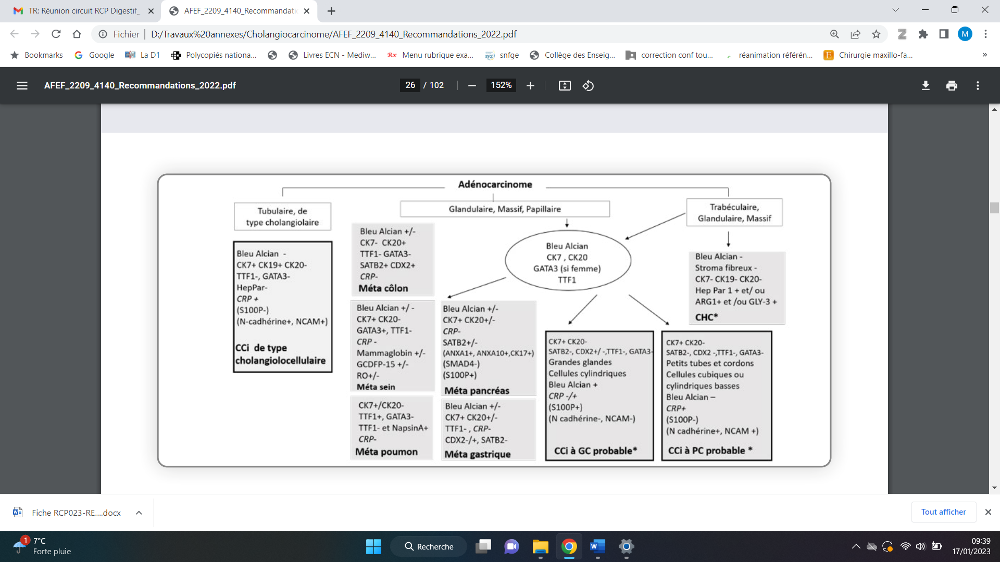 TR: Réunion circuit RCP Digestif_
AFEF_2209_4140_Recommandatio
Fichier
D:/Travaux%20annexes/Cholangiocarcinome/AFEF_2209_4140_Recommandations_2022.pdf
M
Bookmarks
Google
La D1
Polycopiés nationa...
Livres ECN - Mediw...
Rx Menu rubrique exa...
snfge
Collège des Enseig...
correction conf tou...
réanimation référén...
E Chirurgie maxillo-fa...
»
AFEF_2209_4140_Recommandations_2022.pdf
26 / 102
152%
Adénocarcinome
Tubulaire, de
type cholangiolaire
Bleu Alcian -
CK7+ CK19+ CK20-
TTF1-, GATA3-
HepPar-
CRP +
(S100P-)
(N-cadhérine+, NCAM+)
CCi de type
cholangiolocellulaire
Glandulaire, Massif, Papillaire
Bleu Alcian +/-
CK7- CK20+
TTF1- GATA3-
SATB2+ CDX2+
CRP-
Méta côlon
Bleu Alcian +/ -
CK7+ CK20-
GATA3+, TTF1-
CRP -
Mammaglobin +/-
GCDFP-15 +/-
RO+/-
Méta sein
CK7+/CK20-
TTF1+, GATA3-
TTF1- et NapsinA+
CRP-
Méta poumon
Bleu Alcian +/-
CK7+ CK20+/-
CRP-
SATB2+/-
(ANXA1+, ANXA10+,CK17+)
(SMAD4-)
(S100P+)
Méta pancréas
Bleu Alcian +/-
CK7+ CK20+/-
TTF1- , CRP-
CDX2-/+, SATB2-
Méta gastrique
Bleu Alcian
CK7 , CK20
GATA3 (si femme)
TTF1
CK7+ CK20-
SATB2-, CDX2+/ -,TTF1-, GATA3-
Grandes glandes
Cellules cylindriques
Bleu Alcian +
CRP -/+
(S100P+)
(N cadhérine-, NCAM-)
CCi à GC probable*
CK7+ CK20-
SATB2-, CDX2 -,TTF1-, GATA3-
Petits tubes et cordons
Cellules cubiques ou
cylindriques basses
Bleu Alcian –
CRP+
(S100P-)
(N cadhérine+, NCAM +)
CCi à PC probable *
Trabéculaire,
Glandulaire, Massif
Bleu Alcian -
Stroma fibreux -
CK7- CK19- CK20-
Hep Par 1 + et/ ou
ARG1+ et /ou GLY-3 +
CHC*
Fiche RCP023-RE....docx
Tout afficher
1
7°C
Forte pluie
Recherche
09:39
17/01/2023